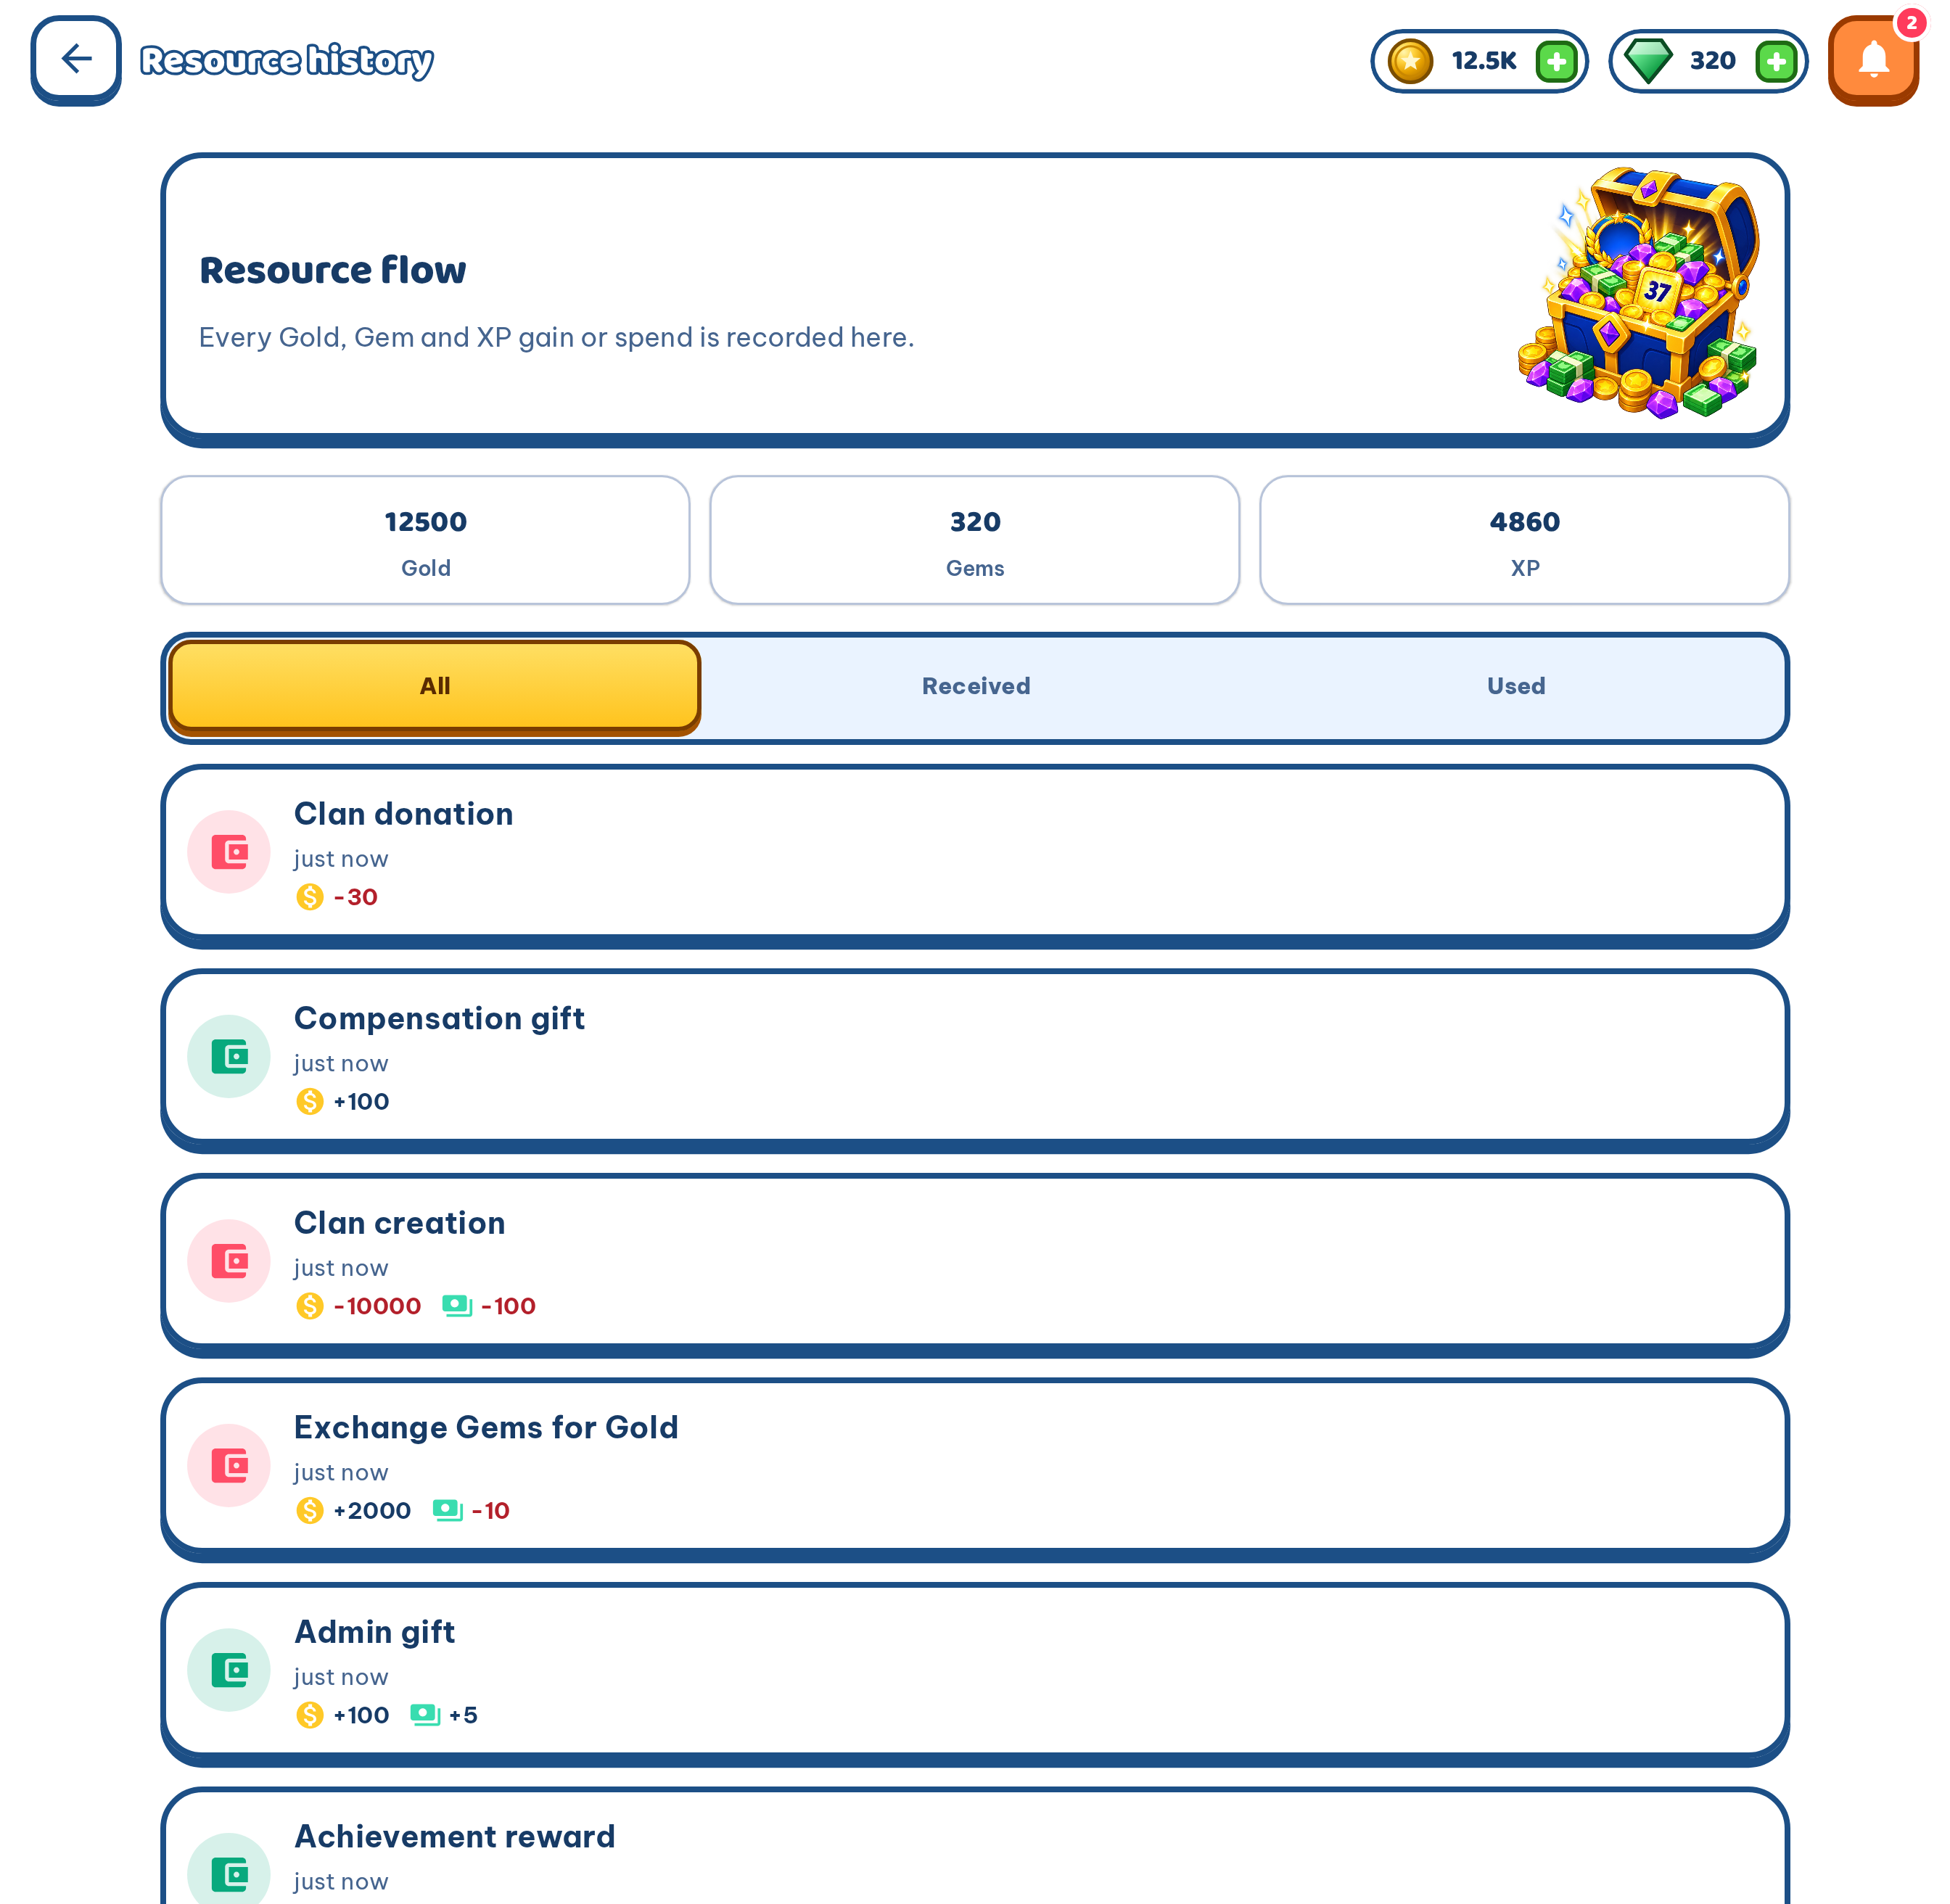 Resource history
12.5K
320
2
Resource flow
Every Gold, Gem and XP gain or spend is recorded here.
37
12500
Gold
320
Gems
4860
XP
All
Received
Used
Clan donation
just now
-30
Compensation gift
just now
+100
Clan creation
just now
-10000 -100
Exchange Gems for Gold
just now
+2000 -10
Admin gift
just now
+100 +5
Achievement reward
just now